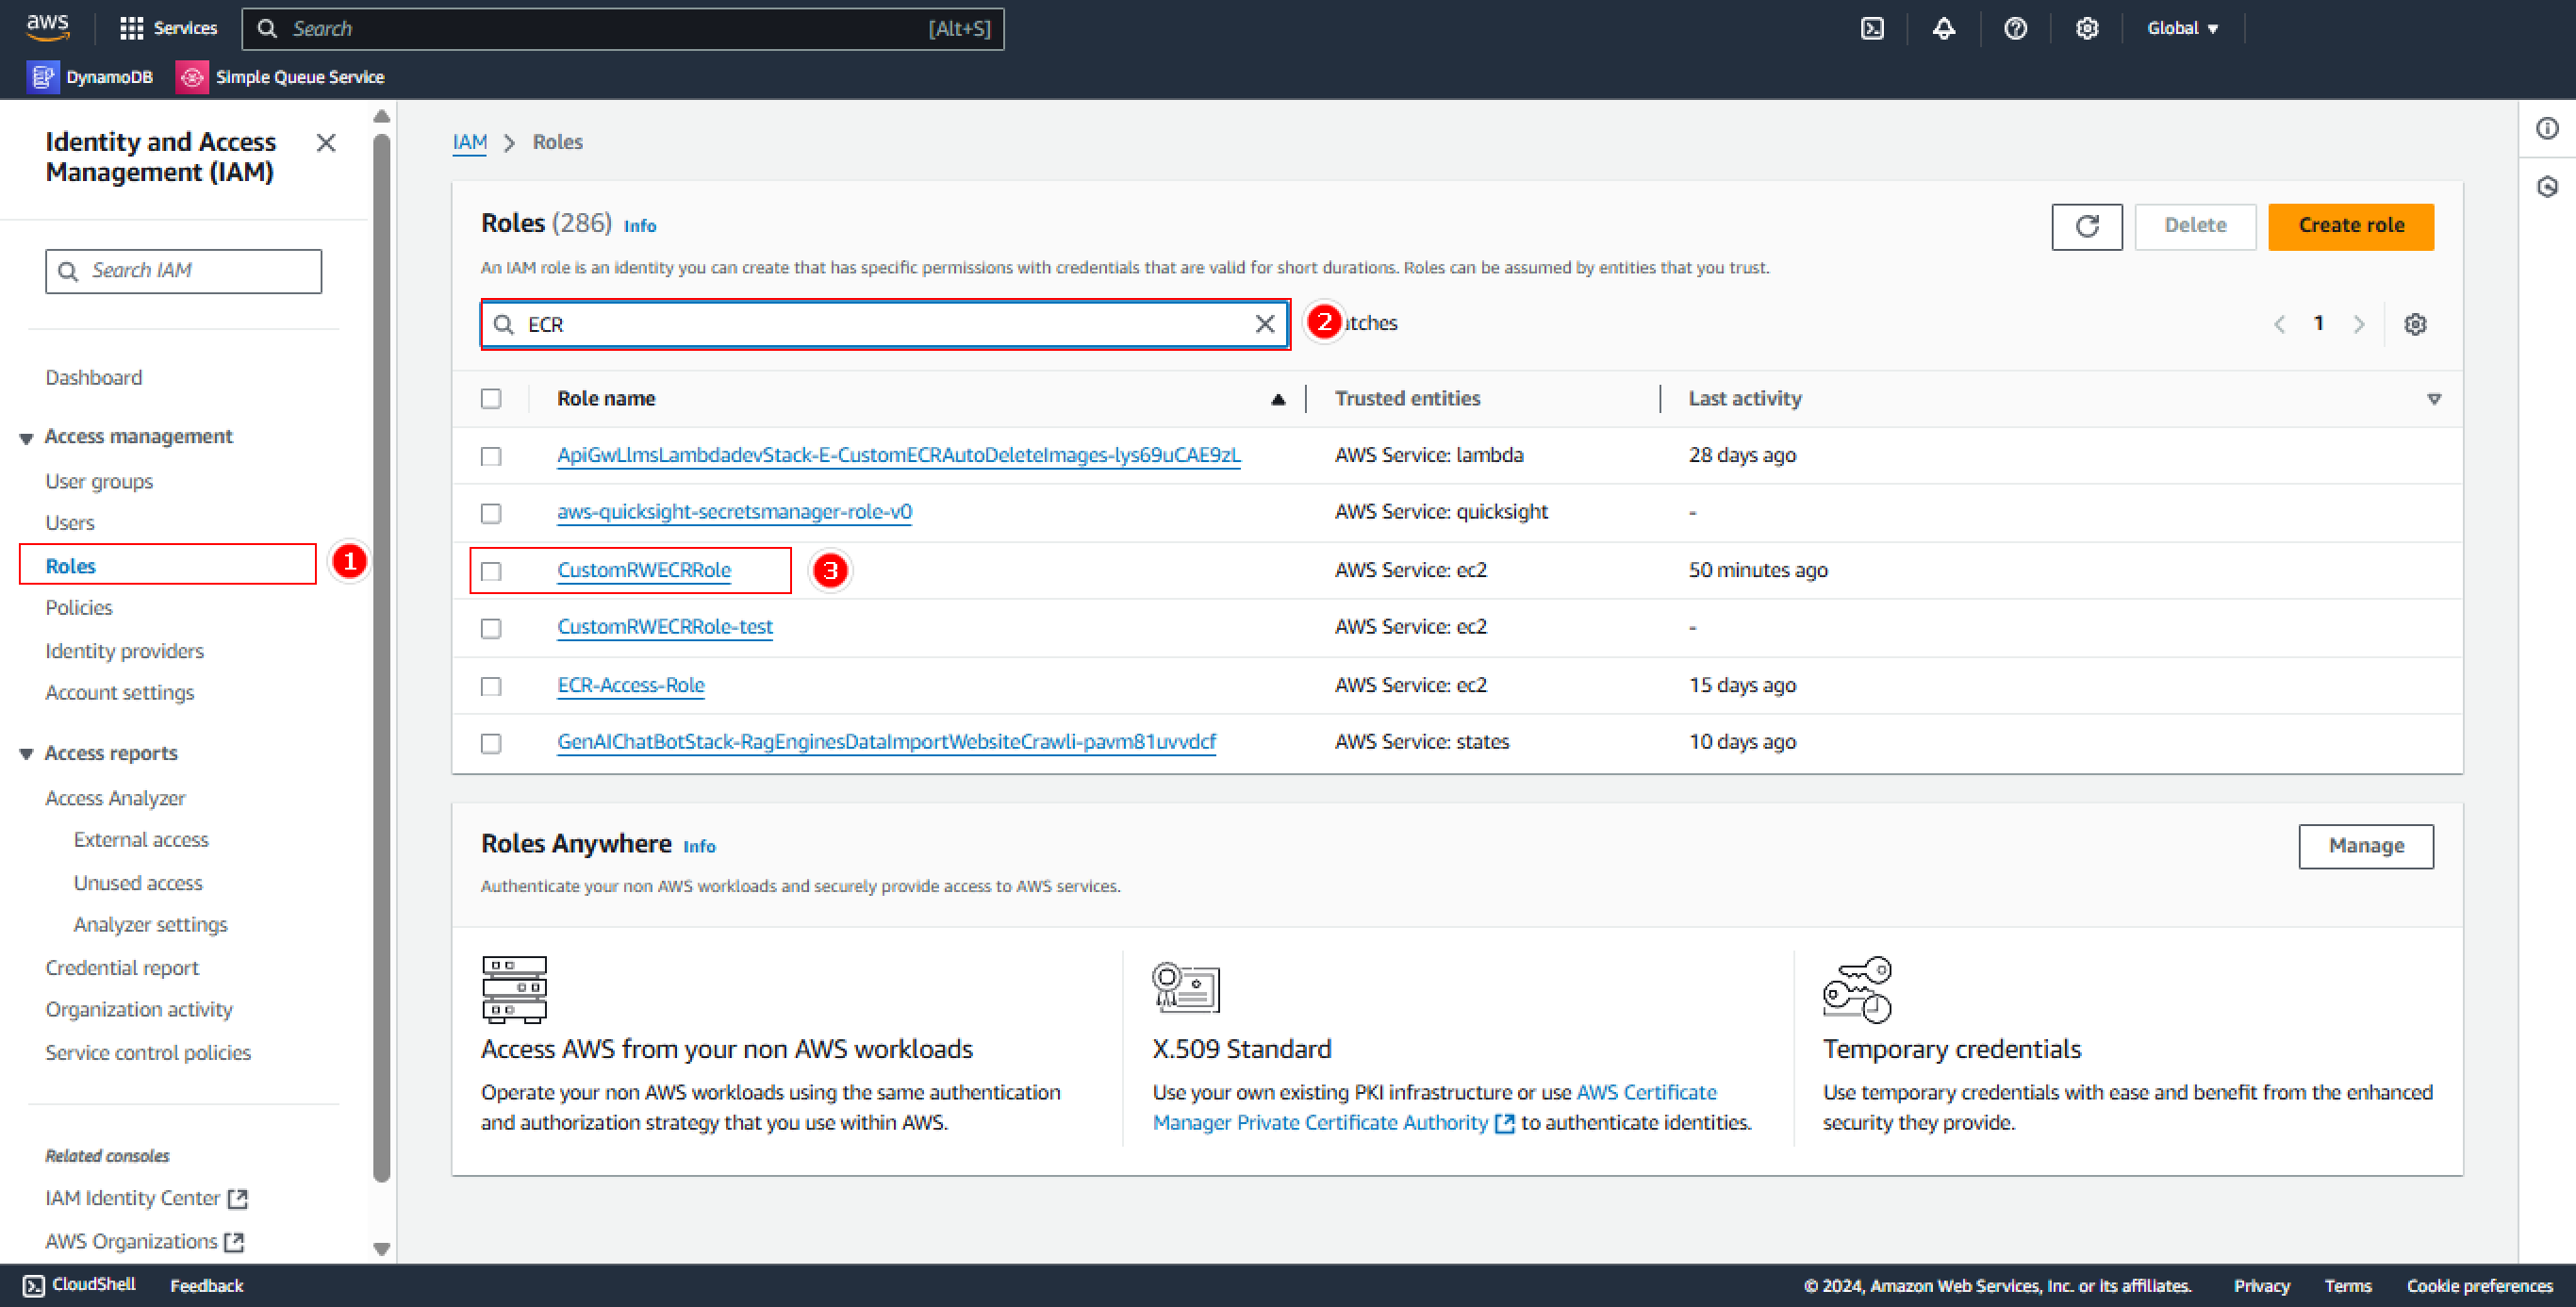 aws
Services
Search
[Alt+S]
Global
DynamoDB
Simple Queue Service
Identity and Access
Management (IAM)
Search IAM
Dashboard
Access management
User groups
Users
Roles
1
Policies
Identity providers
Account settings
Access reports
Access Analyzer
External access
Unused access
Analyzer settings
Credential report
Organization activity
Service control policies
Related consoles
IAM Identity Center
AWS Organizations
IAM > Roles
Roles (286) Info
Delete
Create role
An IAM role is an identity you can create that has specific permissions with credentials that are valid for short durations. Roles can be assumed by entities that you trust.
ECR
2
1
Role name Trusted entities Last activity
ApiGwLlmsLambdadevStack-E-CustomECRAutoDeleteImages-lys69uCAE9zL AWS Service: lambda 28 days ago
aws-quicksight-secretsmanager-role-v0 AWS Service: quicksight -
CustomRWECRRole 3 AWS Service: ec2 50 minutes ago
CustomRWECRRole-test AWS Service: ec2 -
ECR-Access-Role AWS Service: ec2 15 days ago
GenAIChatBotStack-RagEnginesDataImportWebsiteCrawli-pavm81uvvdcf AWS Service: states 10 days ago
Roles Anywhere Info
Manage
Authenticate your non AWS workloads and securely provide access to AWS services.
Access AWS from your non AWS workloads
Operate your non AWS workloads using the same authentication
and authorization strategy that you use within AWS.
X.509 Standard
Use your own existing PKI infrastructure or use AWS Certificate
Manager Private Certificate Authority to authenticate identities.
Temporary credentials
Use temporary credentials with ease and benefit from the enhanced
security they provide.
CloudShell
Feedback
© 2024, Amazon Web Services, Inc. or its affiliates.
Privacy
Terms
Cookie preferences